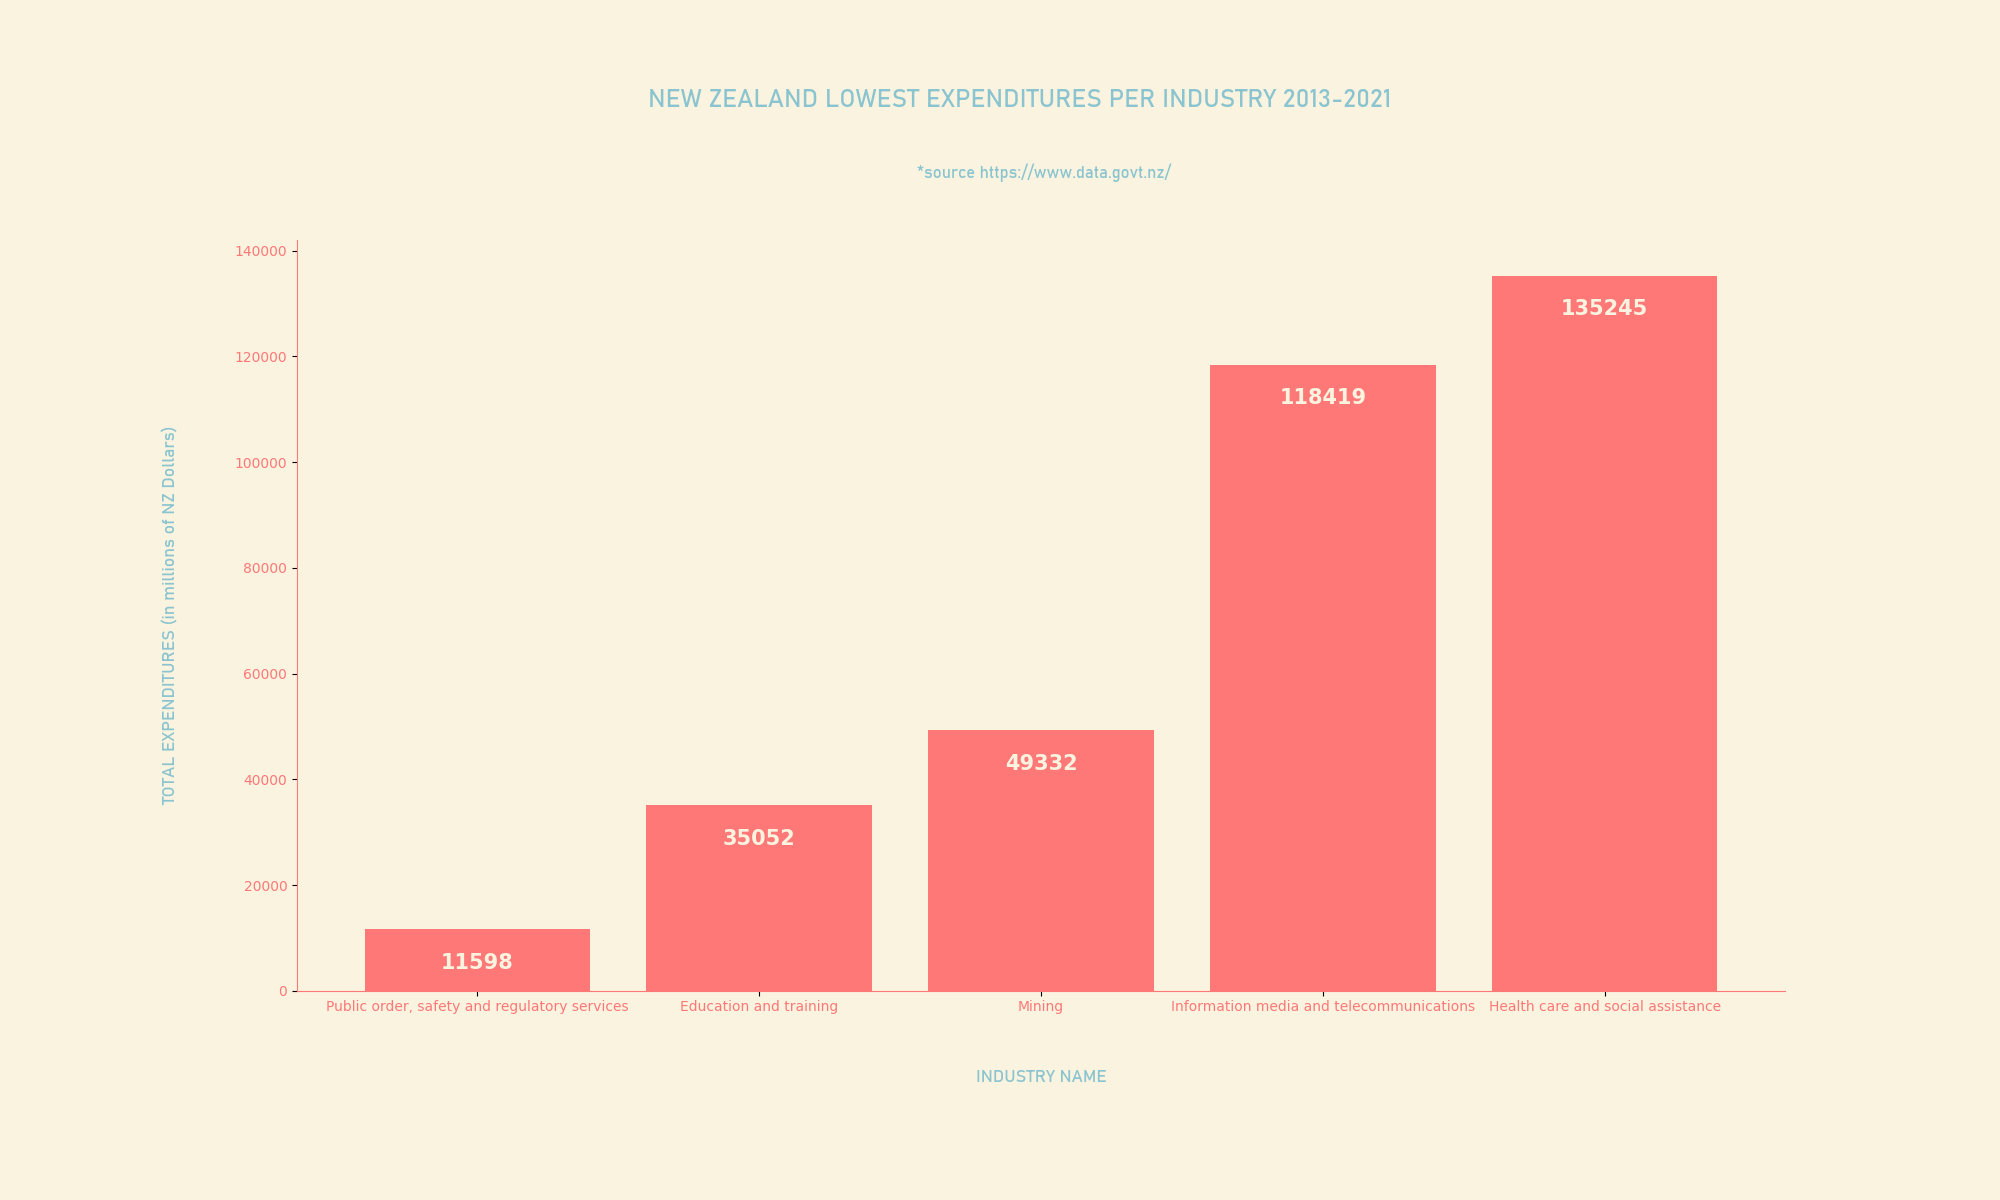 NEW ZEALAND LOWEST EXPENDITURES PER INDUSTRY 2013-2021
*source https://www.data.govt.nz/
TOTAL EXPENDITURES (in millions of NZ Dollars)
140000
120000
100000
80000
60000
40000
20000
0
11598
35052
49332
118419
135245
Public order, safety and regulatory services
Education and training
Mining
Information media and telecommunications
Health care and social assistance
INDUSTRY NAME